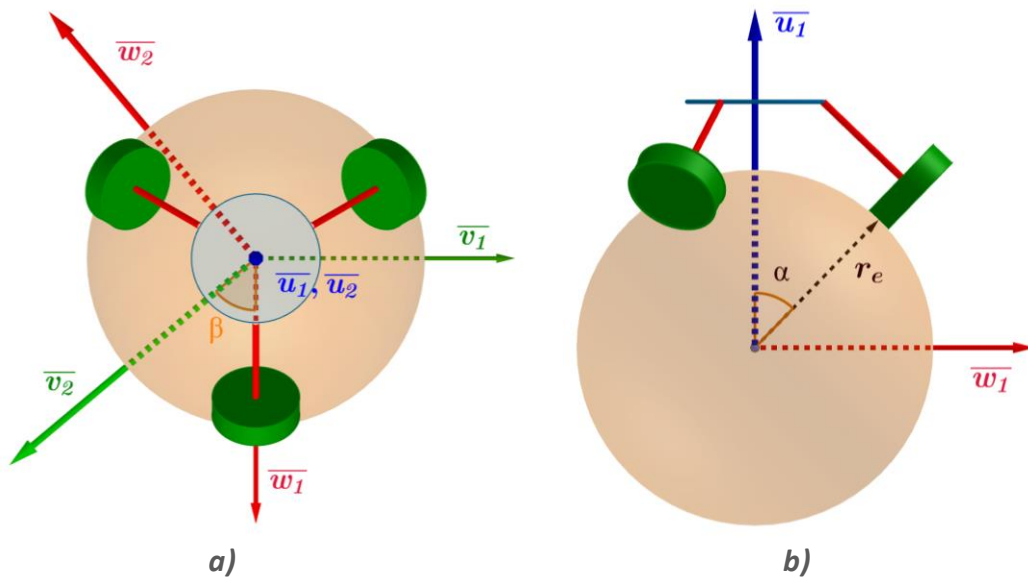 w₂
v₁
u₁, u₂
β
v₂
w₁
a)
u₁
α
rₑ
w₁
b)